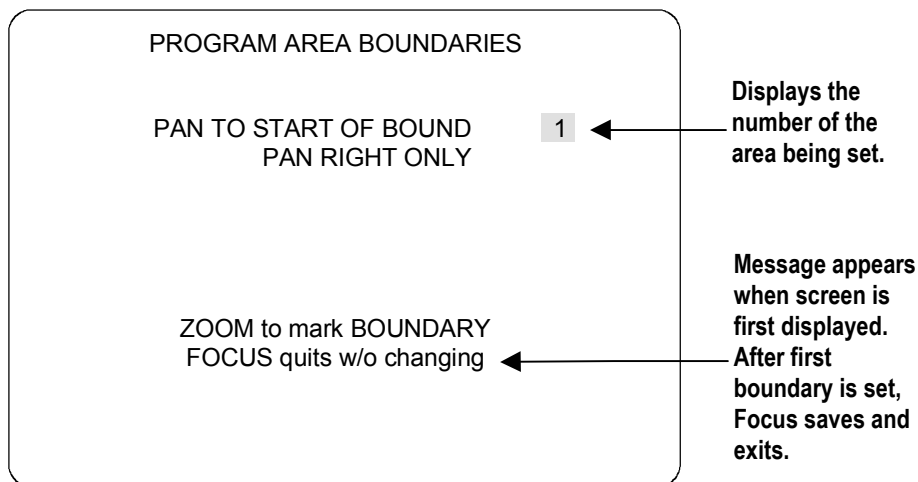 PROGRAM AREA BOUNDARIES
PAN TO START OF BOUND 1
PAN RIGHT ONLY
Displays the
number of the
area being set.
ZOOM to mark BOUNDARY
FOCUS quits w/o changing
Message appears
when screen is
first displayed.
After first
boundary is set,
Focus saves and
exits.